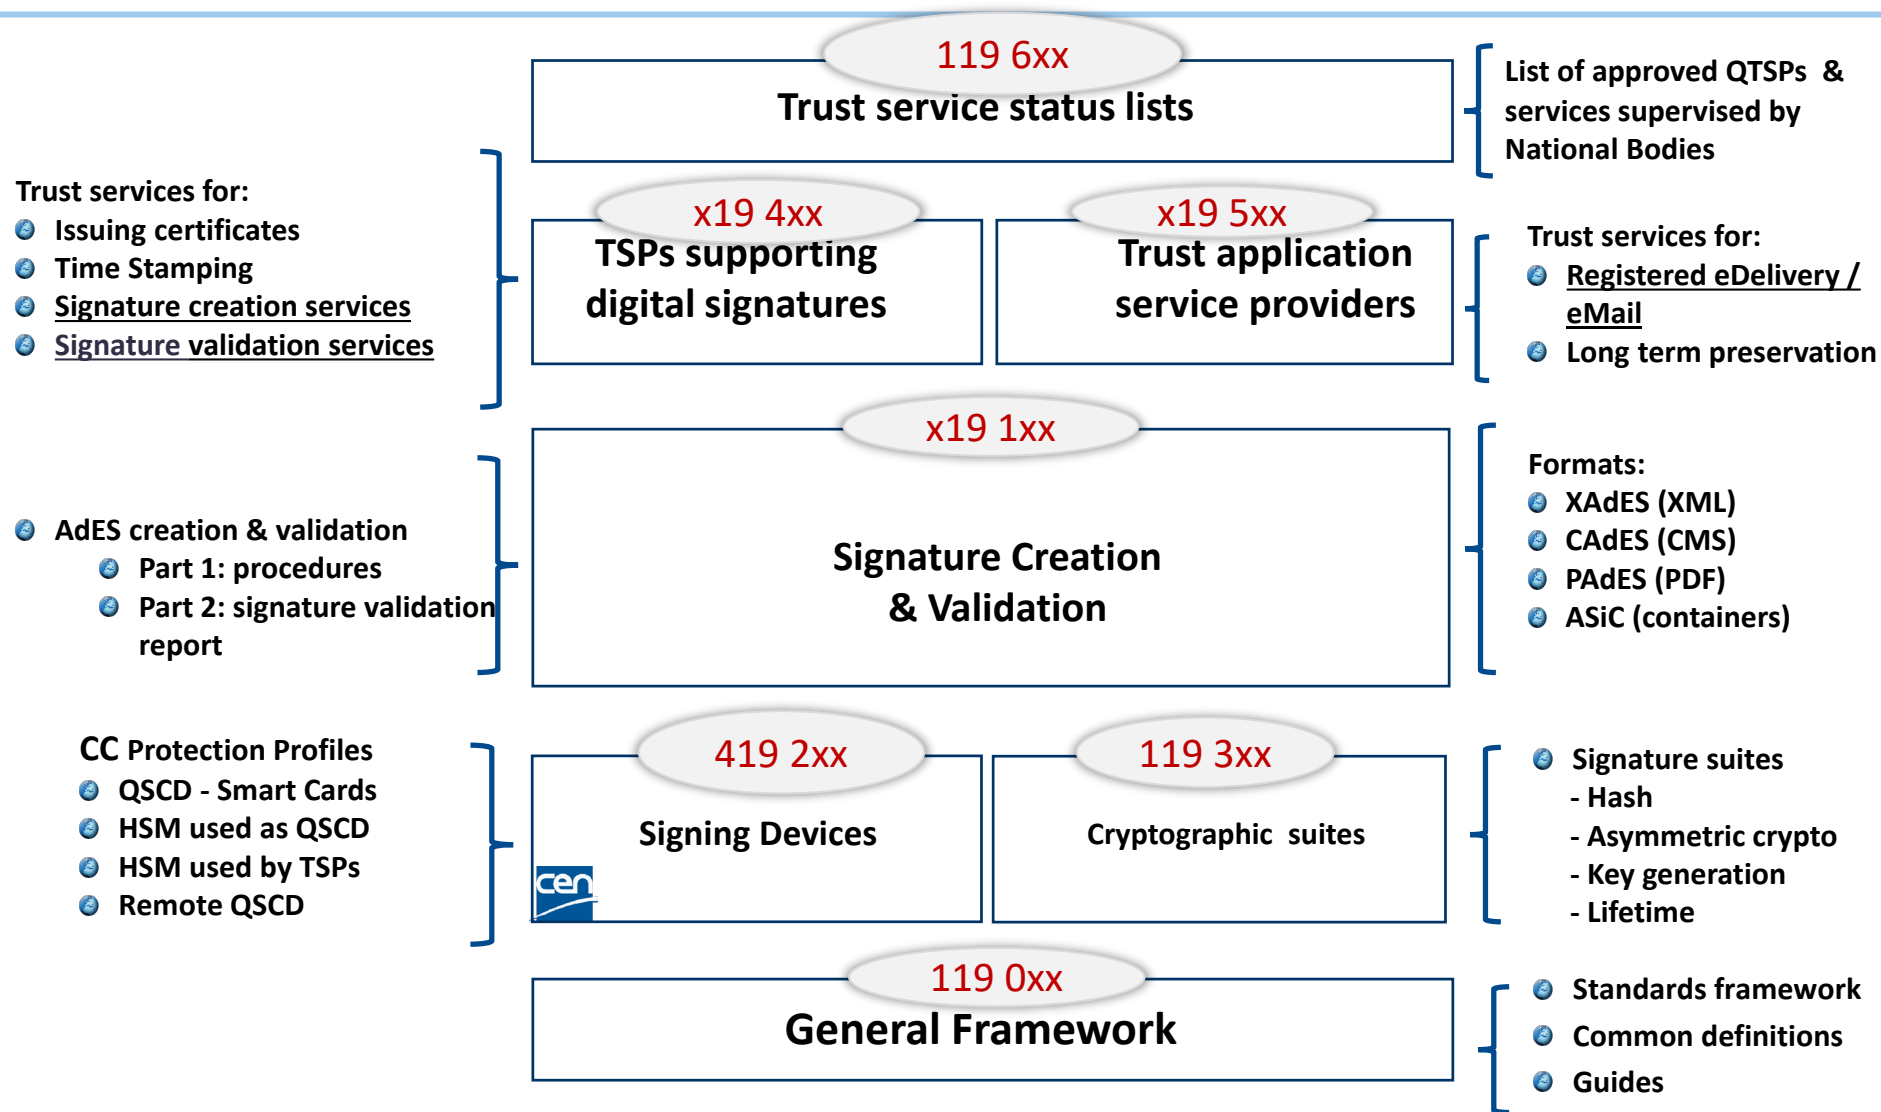 119 6xx
Trust service status lists
List of approved QTSPs &
services supervised by
National Bodies
Trust services for:
Issuing certificates
Time Stamping
Signature creation services
Signature validation services
x19 4xx
TSPs supporting
digital signatures
x19 5xx
Trust application
service providers
Trust services for:
Registered eDelivery /
eMail
Long term preservation
x19 1xx
Signature Creation
& Validation
AdES creation & validation
Part 1: procedures
Part 2: signature validation
report
Formats:
XAdES (XML)
CAdES (CMS)
PAdES (PDF)
ASiC (containers)
CC Protection Profiles
QSCD - Smart Cards
HSM used as QSCD
HSM used by TSPs
Remote QSCD
419 2xx
Signing Devices
cen
119 3xx
Cryptographic suites
Signature suites
- Hash
- Asymmetric crypto
- Key generation
- Lifetime
119 0xx
General Framework
Standards framework
Common definitions
Guides